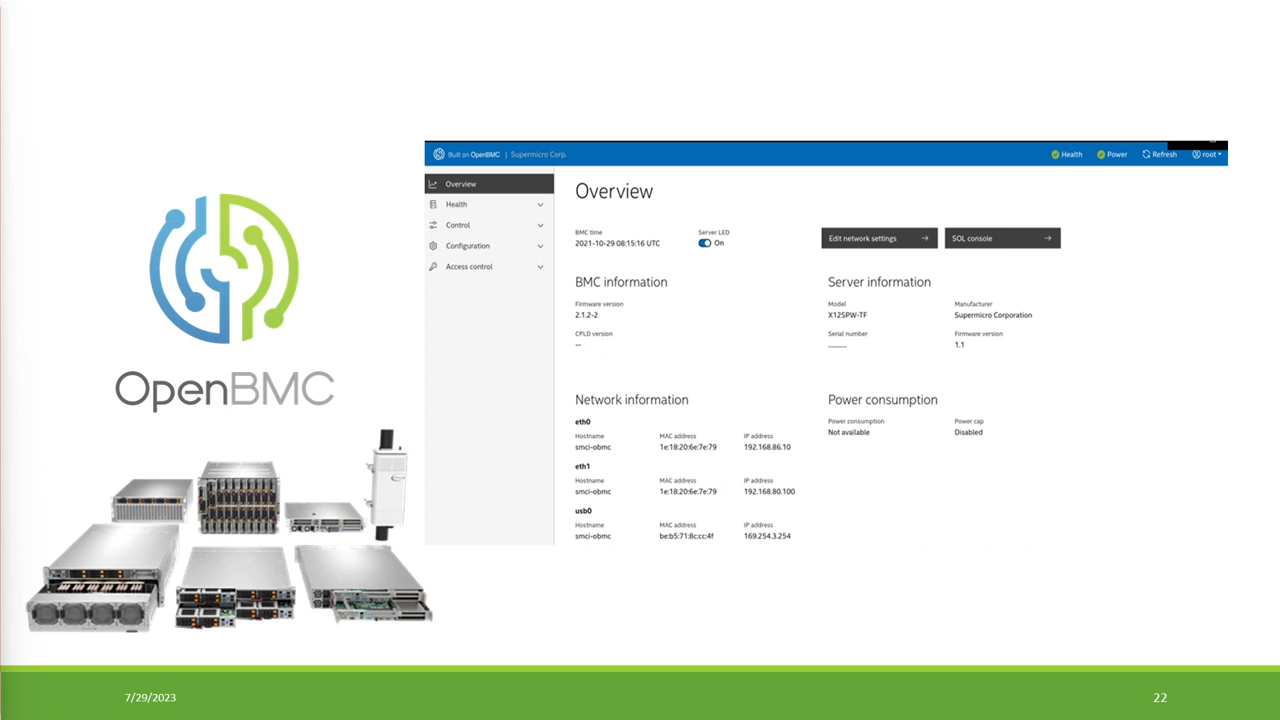 Built on OpenBMC | Supermicro Corp.
Health Power Refresh root
Overview
Health
Control
Configuration
Access control
Overview
BMC time Server LED
2021-10-29 08:15:16 UTC On
Edit network settings → SOL console →
BMC information
Firmware version
2.1.2-2
CPLD version
--
Server information
Model Manufacturer
X12SPW-TF Supermicro Corporation
Serial number Firmware version
1.1
Network information
eth0
Hostname MAC address IP address
smci-obmc 1e:18:20:6e:7e:79 192.168.86.10
eth1
Hostname MAC address IP address
smci-obmc 1e:18:20:6e:7e:79 192.168.80.100
usb0
Hostname MAC address IP address
smci-obmc be:b5:71:8c:cc:4f 169.254.3.254
Power consumption
Power consumption Power cap
Not available Disabled
OpenBMC
7/29/2023
22